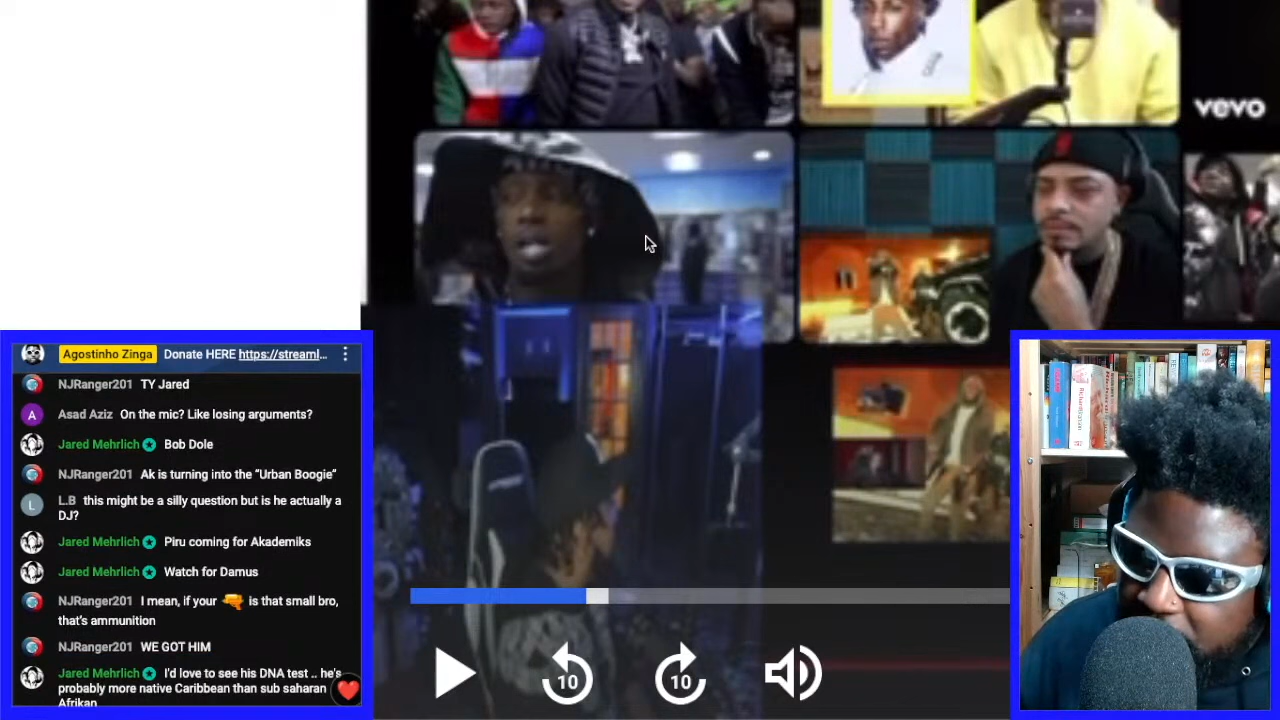 vevo
Agostinho Zinga Donate HERE https://streaml...
NJRanger201 TY Jared
Asad Aziz On the mic? Like losing arguments?
Jared Mehrlich Bob Dole
NJRanger201 Ak is turning into the “Urban Boogie”
L.B this might be a silly question but is he actually a
DJ?
Jared Mehrlich Piru coming for Akademiks
Jared Mehrlich Watch for Damus
NJRanger201 I mean, if your 🔫 is that small bro,
that's ammunition
NJRanger201 WE GOT HIM
Jared Mehrlich I'd love to see his DNA test .. he's
probably more native Caribbean than sub saharan
Afrikan
A
L
10
10